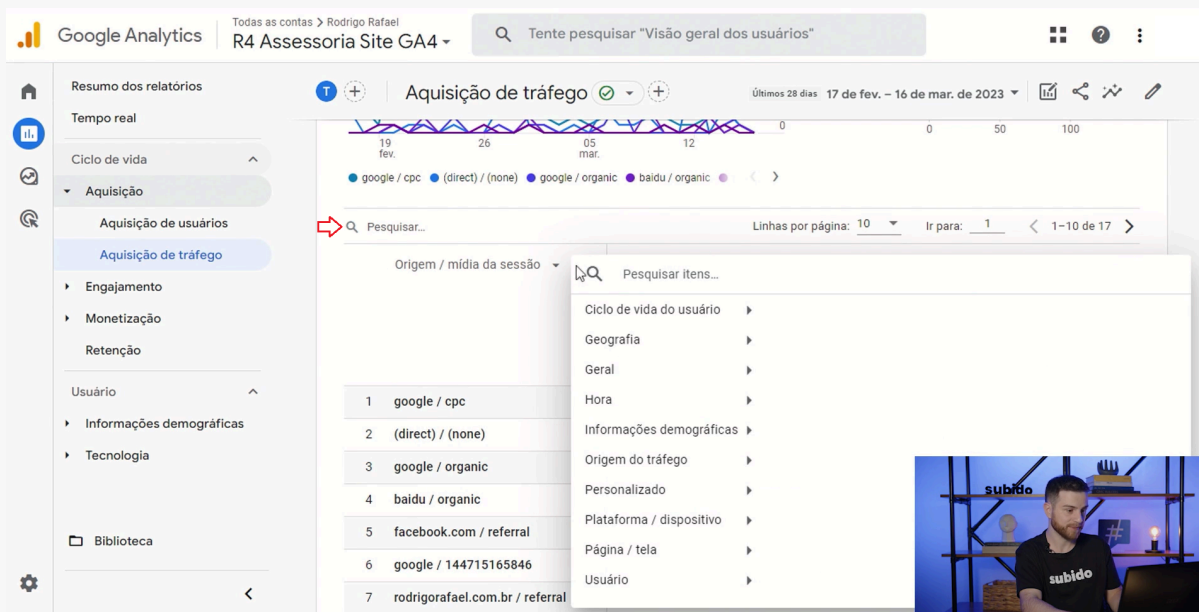 Google Analytics
Todas as contas > Rodrigo Rafael
R4 Assessoria Site GA4
Tente pesquisar "Visão geral dos usuários"
Resumo dos relatórios
Tempo real
Ciclo de vida
Aquisição
Aquisição de usuários
Aquisição de tráfego
Engajamento
Monetização
Retenção
Usuário
Informações demográficas
Tecnologia
Biblioteca
T
Aquisição de tráfego
Últimos 28 dias 17 de fev. – 16 de mar. de 2023
19 26 05 12
fev. mar.
0
0 50 100
google / cpc (direct) / (none) google / organic baidu / organic
Pesquisar...
Linhas por página: 10 Ir para: 1 1–10 de 17
Origem / mídia da sessão
1 google / cpc
2 (direct) / (none)
3 google / organic
4 baidu / organic
5 facebook.com / referral
6 google / 144715165846
7 rodrigorafael.com.br / referral
Pesquisar itens...
Ciclo de vida do usuário
Geografia
Geral
Hora
Informações demográficas
Origem do tráfego
Personalizado
Plataforma / dispositivo
Página / tela
Usuário
subido
#
subido